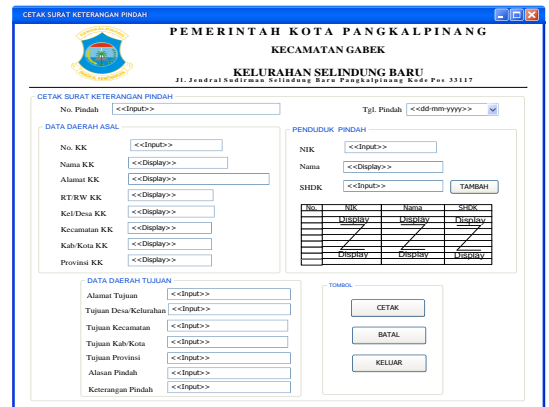 CETAK SURAT KETERANGAN PINDAH
PEMERINTAH KOTA PANGKALPINANG
KECAMATAN GABEK
KELURAHAN SELINDUNG BARU
Jl. Jendral Sudirman Selindung Baru Pangkalpinang Kode Pos 33117
CETAK SURAT KETERANGAN PINDAH
No. Pindah <<Input>> Tgl. Pindah <<dd-mm-yyyy>>
DATA DAERAH ASAL
No. KK <<Input>>
Nama KK <<Display>>
Alamat KK <<Display>>
RT/RW KK <<Display>>
Kel/Desa KK <<Display>>
Kecamatan KK <<Display>>
Kab/Kota KK <<Display>>
Provinsi KK <<Display>>
PENDUDUK PINDAH
NIK <<Input>>
Nama <<Display>>
SHDK <<Input>> TAMBAH
No. NIK Nama SHDK
Display Display Display
Display Display Display
DATA DAERAH TUJUAN
Alamat Tujuan <<Input>>
Tujuan Desa/Kelurahan <<Input>>
Tujuan Kecamatan <<Input>>
Tujuan Kab/Kota <<Input>>
Tujuan Provinsi <<Input>>
Alasan Pindah <<Input>>
Keterangan Pindah <<Input>>
TOMBOL
CETAK
BATAL
KELUAR